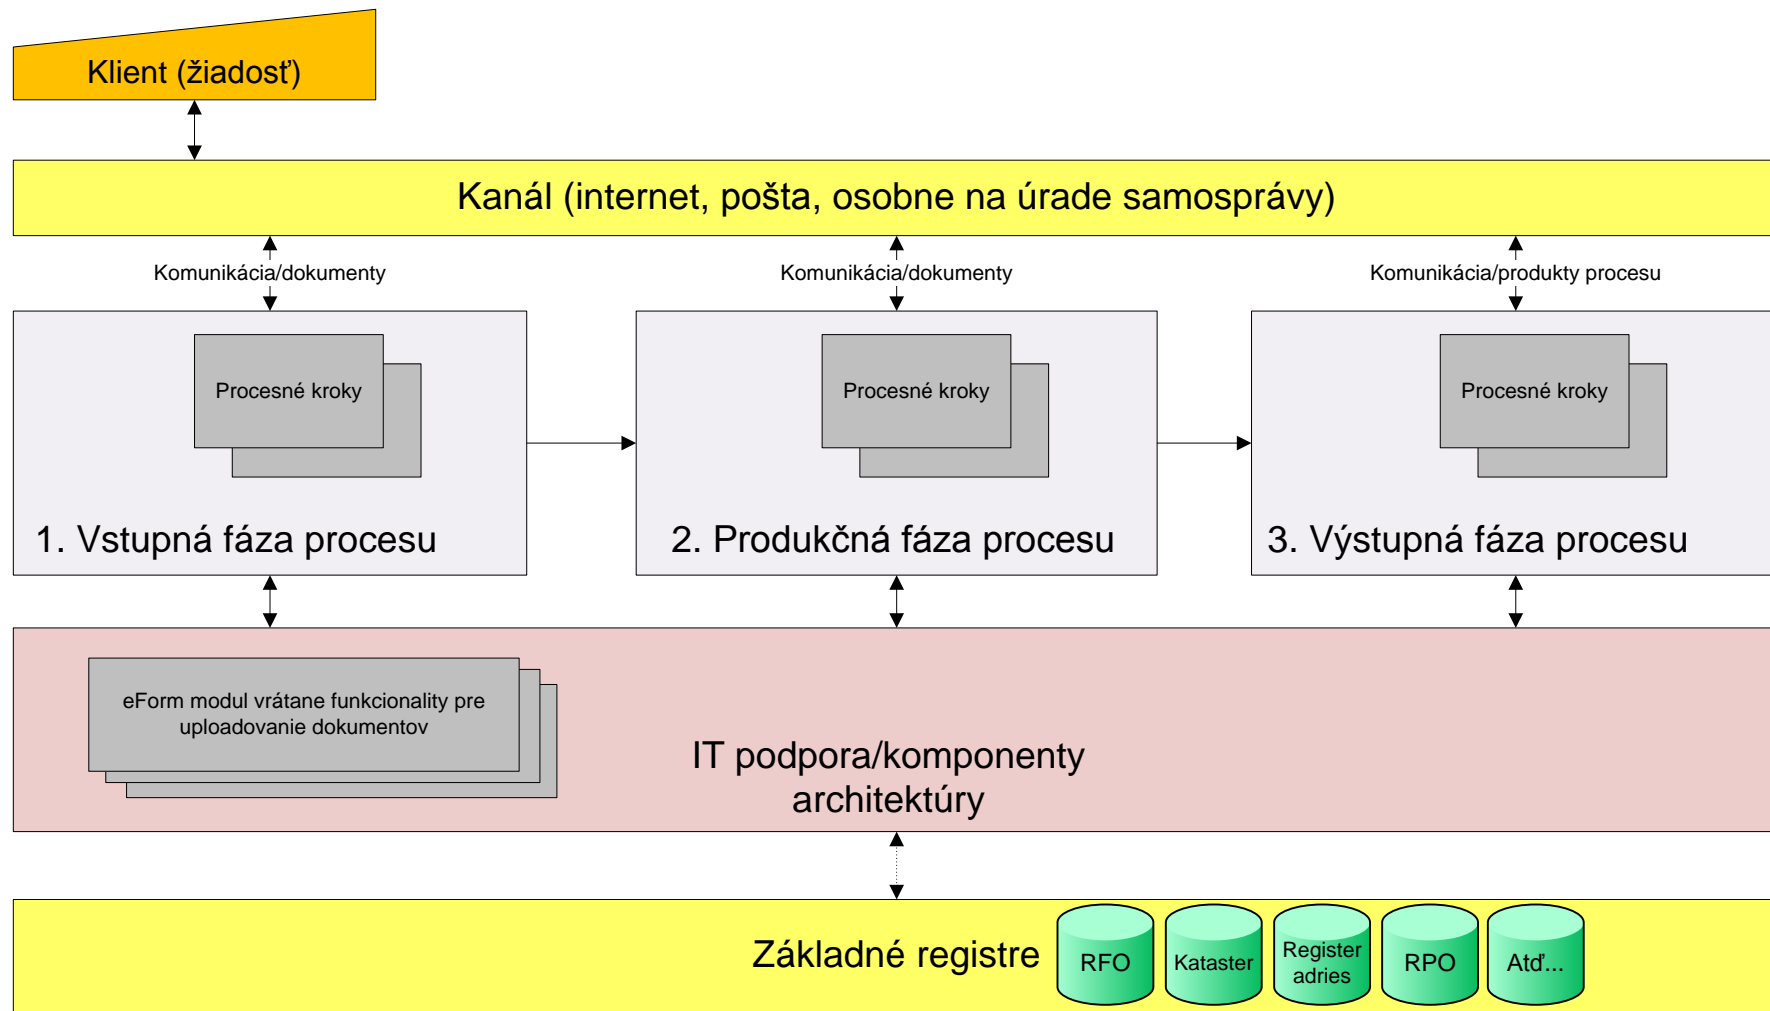 Klient (žiadosť)
Kanál (internet, pošta, osobne na úrade samosprávy)
Komunikácia/dokumenty
Komunikácia/dokumenty
Komunikácia/produkty procesu
Procesné kroky
Procesné kroky
Procesné kroky
1. Vstupná fáza procesu
2. Produkčná fáza procesu
3. Výstupná fáza procesu
eForm modul vrátane funkcionality pre
uploadovanie dokumentov
IT podpora/komponenty
architektúry
Základné registre
RFO
Kataster
Register
adries
RPO
Atď...